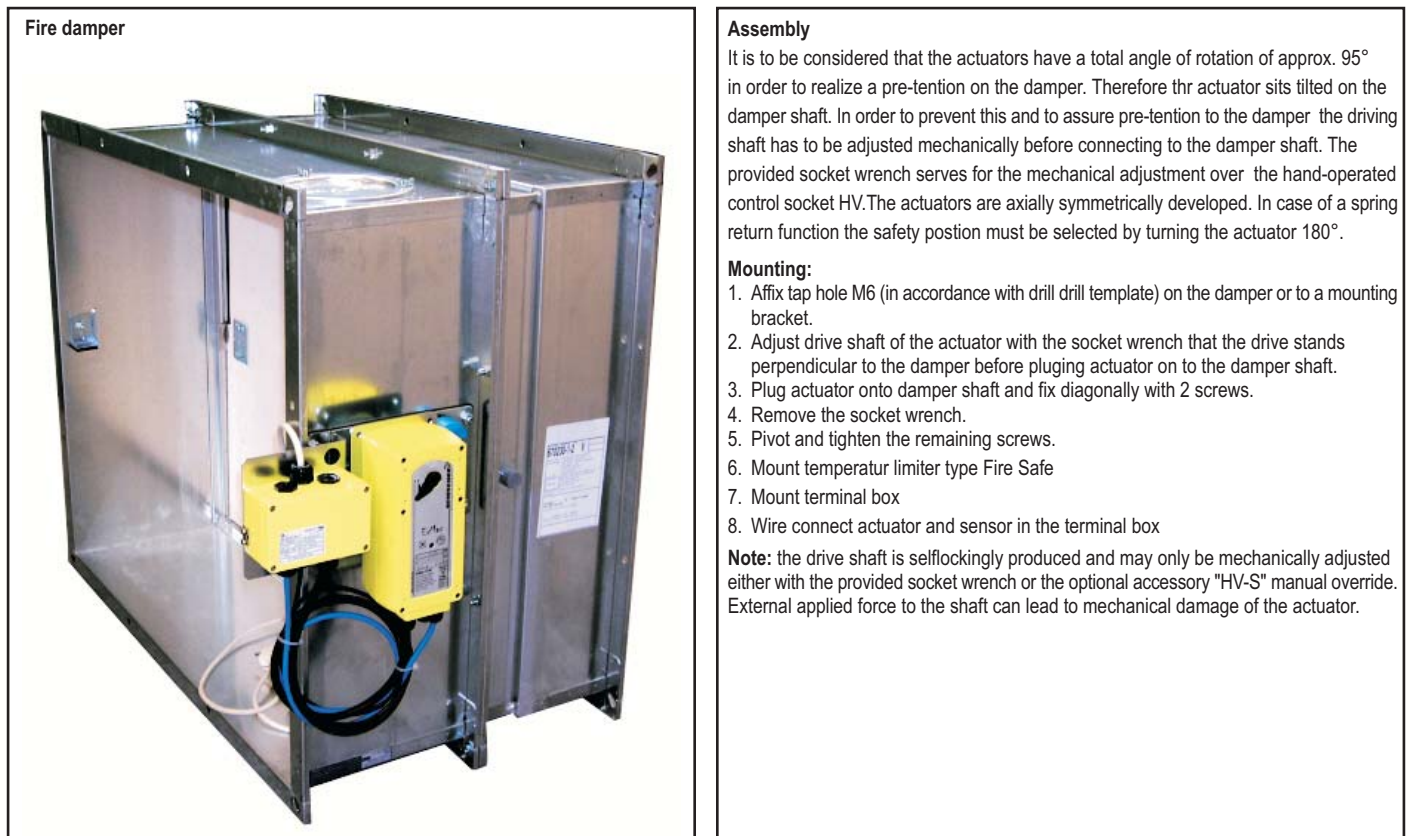 Fire damper
Assembly
It is to be considered that the actuators have a total angle of rotation of approx. 95°
in order to realize a pre-tention on the damper. Therefore thr actuator sits tilted on the
damper shaft. In order to prevent this and to assure pre-tention to the damper the driving
shaft has to be adjusted mechanically before connecting to the damper shaft. The
provided socket wrench serves for the mechanical adjustment over the hand-operated
control socket HV.The actuators are axially symmetrically developed. In case of a spring
return function the safety postion must be selected by turning the actuator 180°.
Mounting:
1. Affix tap hole M6 (in accordance with drill drill template) on the damper or to a mounting
bracket.
2. Adjust drive shaft of the actuator with the socket wrench that the drive stands
perpendicular to the damper before pluging actuator on to the damper shaft.
3. Plug actuator onto damper shaft and fix diagonally with 2 screws.
4. Remove the socket wrench.
5. Pivot and tighten the remaining screws.
6. Mount temperatur limiter type Fire Safe
7. Mount terminal box
8. Wire connect actuator and sensor in the terminal box
Note: the drive shaft is selflockingly produced and may only be mechanically adjusted
either with the provided socket wrench or the optional accessory "HV-S" manual override.
External applied force to the shaft can lead to mechanical damage of the actuator.